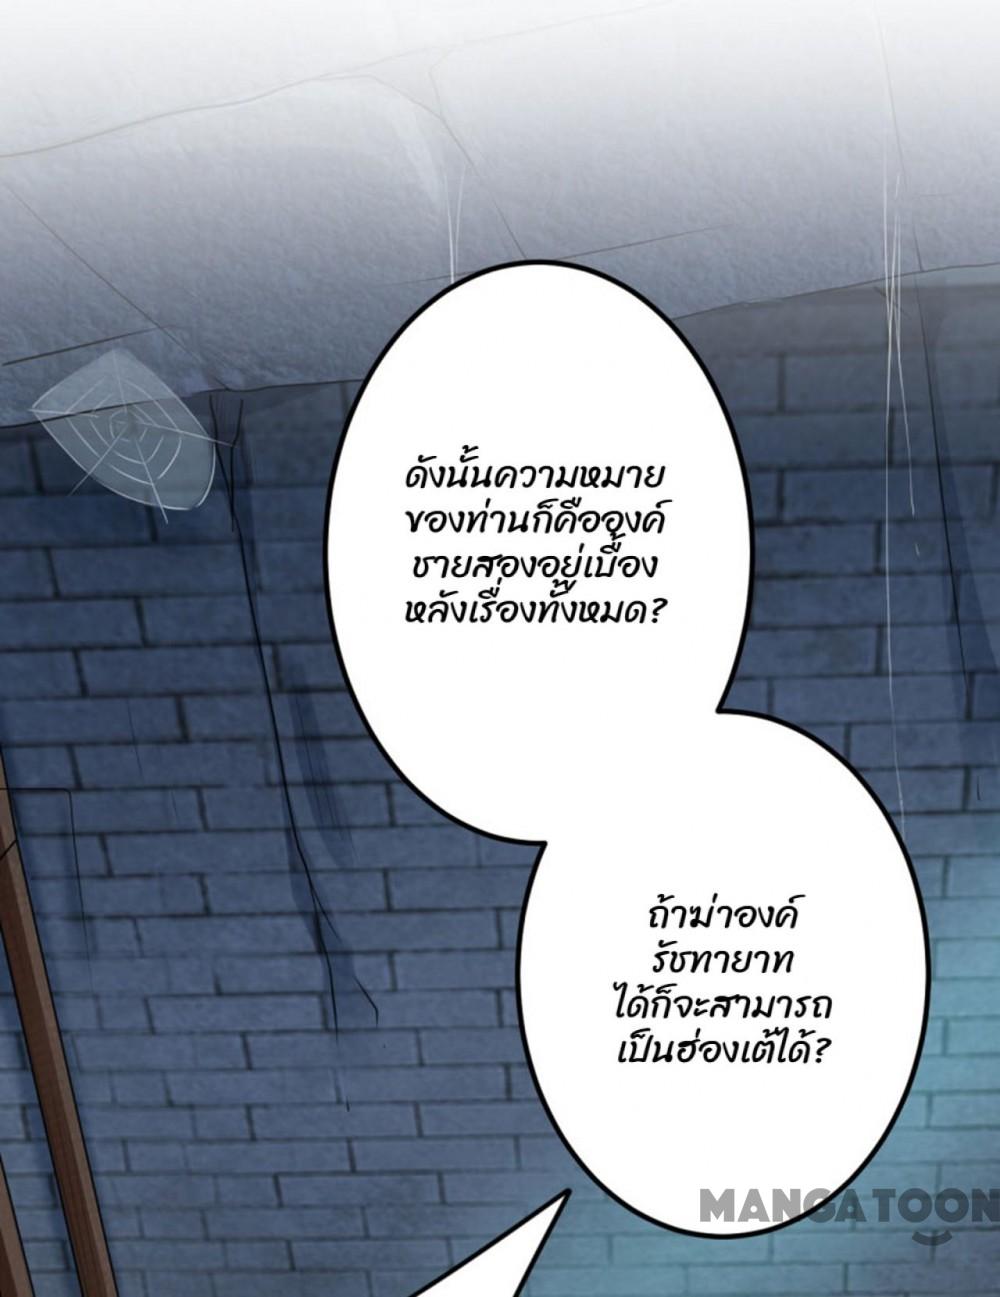 ดังนั้นความหมาย
ของท่านก็คือองค์
ชายสองอยู่เบื้อง
หลังเรื่องทั้งหมด?
ถ้าฆ่าองค์
รัชทายาท
ได้ก็จะสามารถ
เป็นฮ่องเต้ได้?
MANGATOON